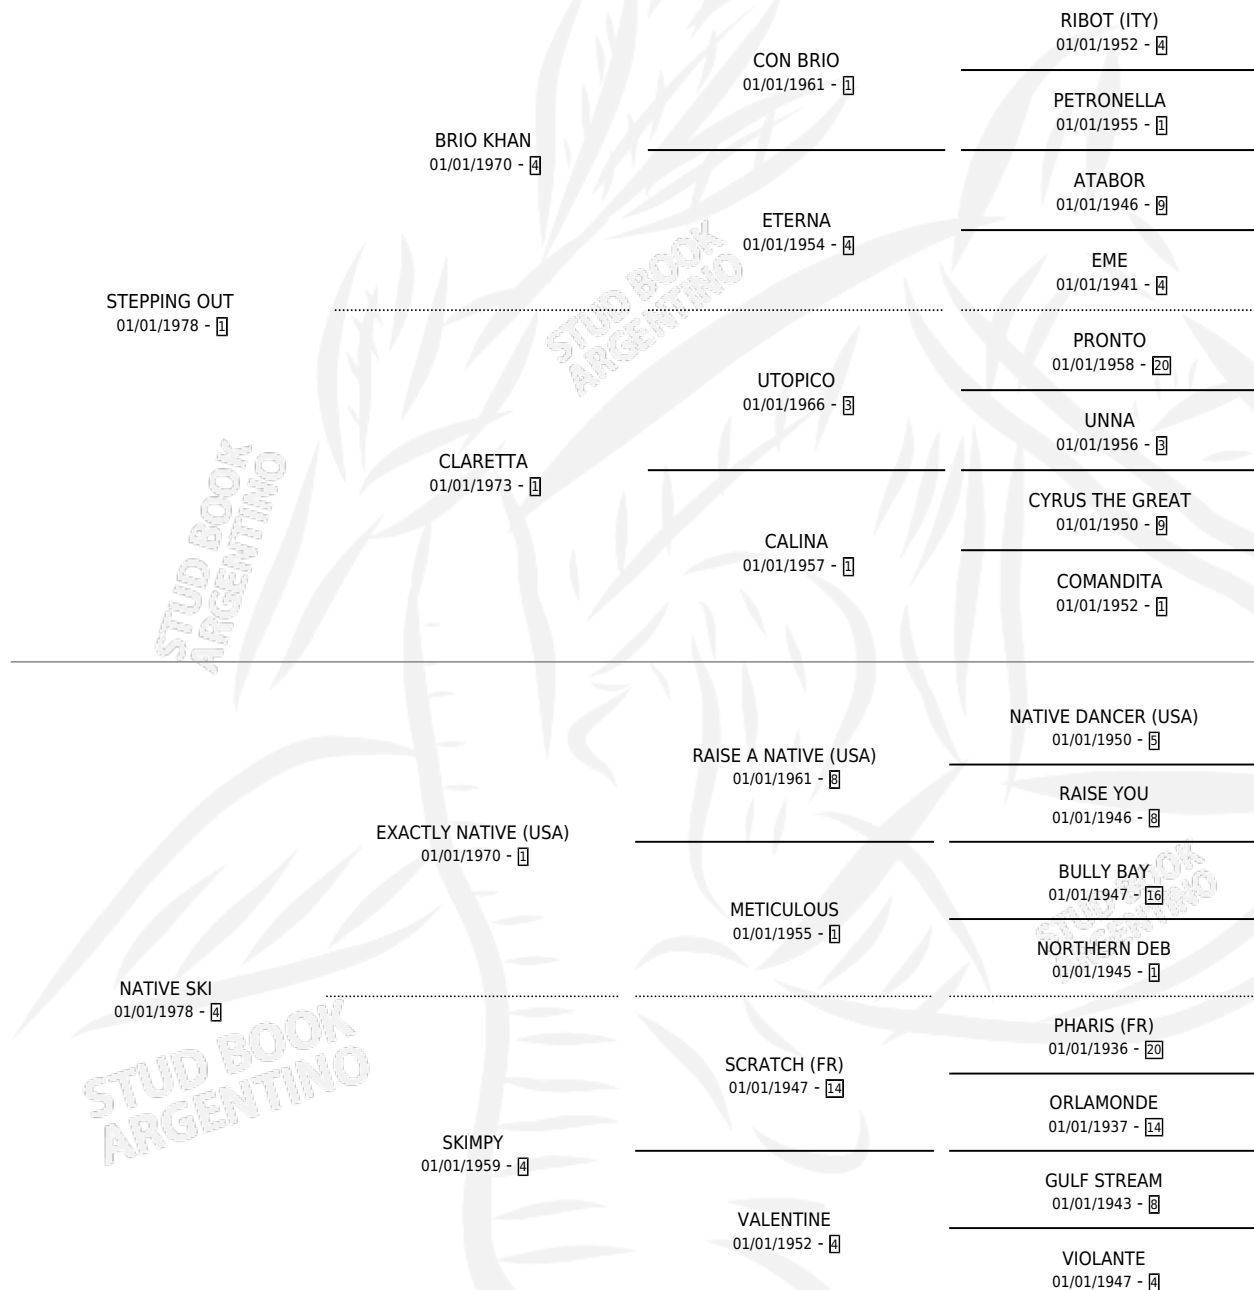 RIBOT (ITY)
01/01/1952 - 4
CON BRIO
01/01/1961 - 1
PETRONELLA
01/01/1955 - 1
BRIO KHAN
01/01/1970 - 4
ATABOR
01/01/1946 - 9
ETERNA
01/01/1954 - 4
EME
01/01/1941 - 4
STEPPING OUT
01/01/1978 - 1
PRONTO
01/01/1958 - 20
UTOPICO
01/01/1966 - 3
UNNA
01/01/1956 - 3
CLARETTA
01/01/1973 - 1
CYRUS THE GREAT
01/01/1950 - 9
CALINA
01/01/1957 - 1
COMANDITA
01/01/1952 - 1
NATIVE DANCER (USA)
01/01/1950 - 5
RAISE A NATIVE (USA)
01/01/1961 - 8
RAISE YOU
01/01/1946 - 8
EXACTLY NATIVE (USA)
01/01/1970 - 1
BULLY BAY
01/01/1947 - 16
METICULOUS
01/01/1955 - 1
NORTHERN DEB
01/01/1945 - 1
NATIVE SKI
01/01/1978 - 4
PHARIS (FR)
01/01/1936 - 20
SCRATCH (FR)
01/01/1947 - 14
ORLAMONDE
01/01/1937 - 14
SKIMPY
01/01/1959 - 4
GULF STREAM
01/01/1943 - 8
VALENTINE
01/01/1952 - 4
VIOLANTE
01/01/1947 - 4
STUD BOOK
ARGENTINO
STUD BOOK
ARGENTINO
STUD BOOK
ARGENTINO
STUD BOOK
ARGENTINO